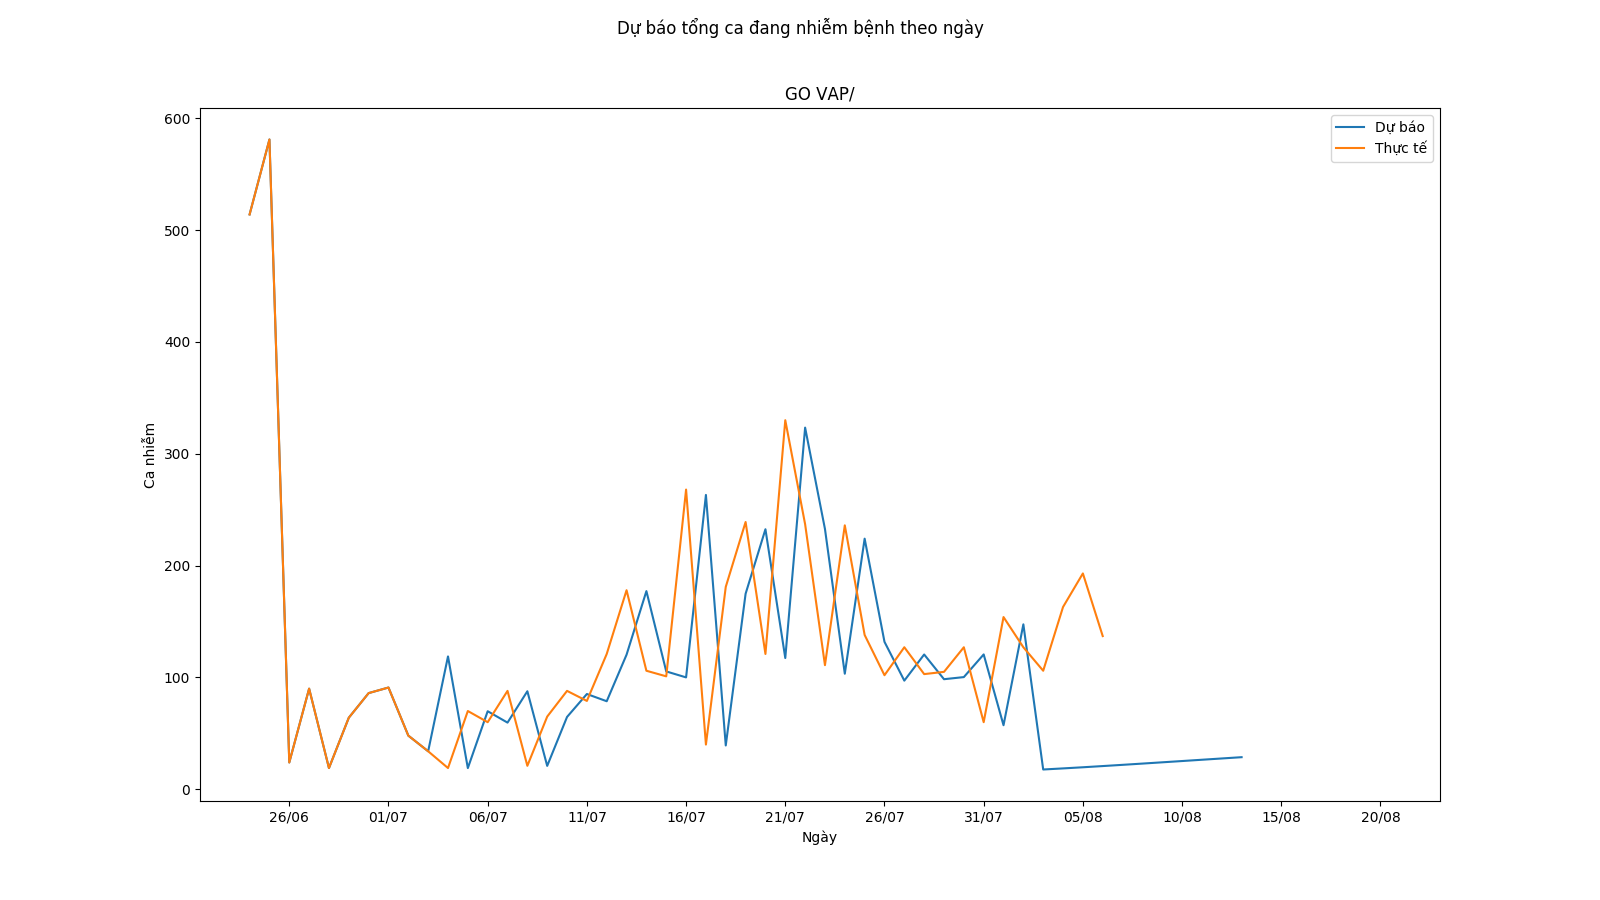 Dự báo tổng ca đang nhiễm bệnh theo ngày
GO VAP/
Dự báo
Thực tế
600
500
400
300
200
100
0
Ca nhiễm
26/06 01/07 06/07 11/07 16/07 21/07 26/07 31/07 05/08 10/08 15/08 20/08
Ngày